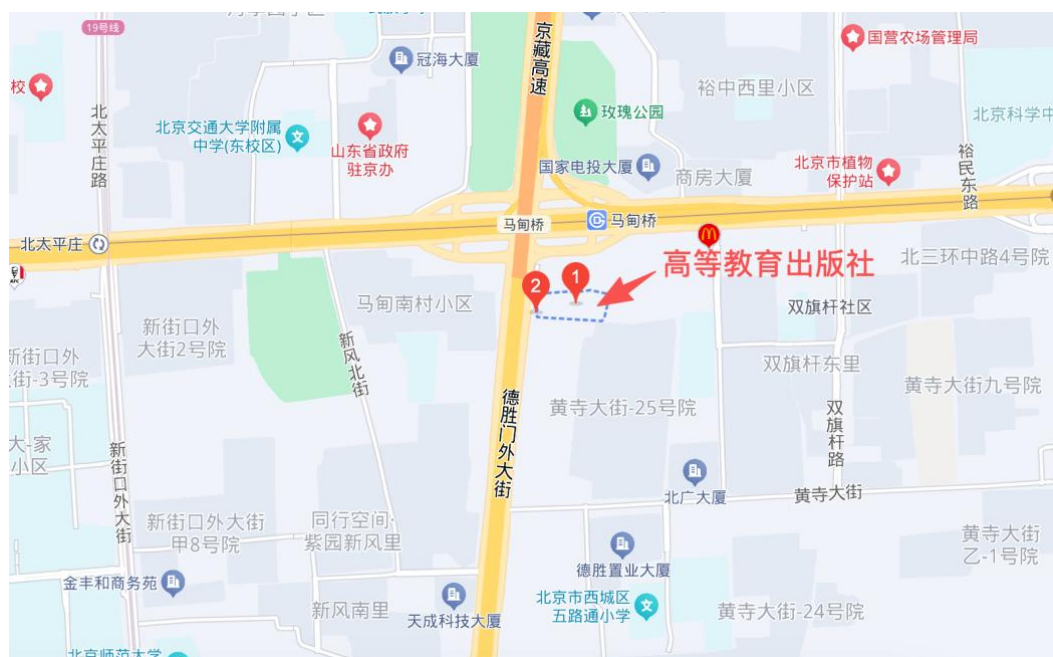 19号线
京藏高速
冠海大厦
国营农场管理局
校
裕中西里小区
玫瑰公园
北京科学中
北太平庄路
北京交通大学附属
中学(东校区)
山东省政府
驻京办
国家电投大厦
商房大厦
北京市植物
保护站
裕民东路
北太平庄
马甸桥
马甸桥
高等教育出版社
北三环中路4号院
2
1
马甸南村小区
双旗杆社区
新街口外
大街2号院
新风北街
新街口外
街-3号院
双旗杆东里
黄寺大街九号院
德胜门外大街
黄寺大街-25号院
双旗杆路
大-家
小区
新街口外大街
北广大厦
黄寺大街
新街口外大街
甲8号院
同行空间·
紫园新风里
黄寺大街
乙-1号院
德胜置业大厦
金丰和商务苑
新风南里
天成科技大厦
北京市西城区
五路通小学
黄寺大街-24号院
北京师范大学